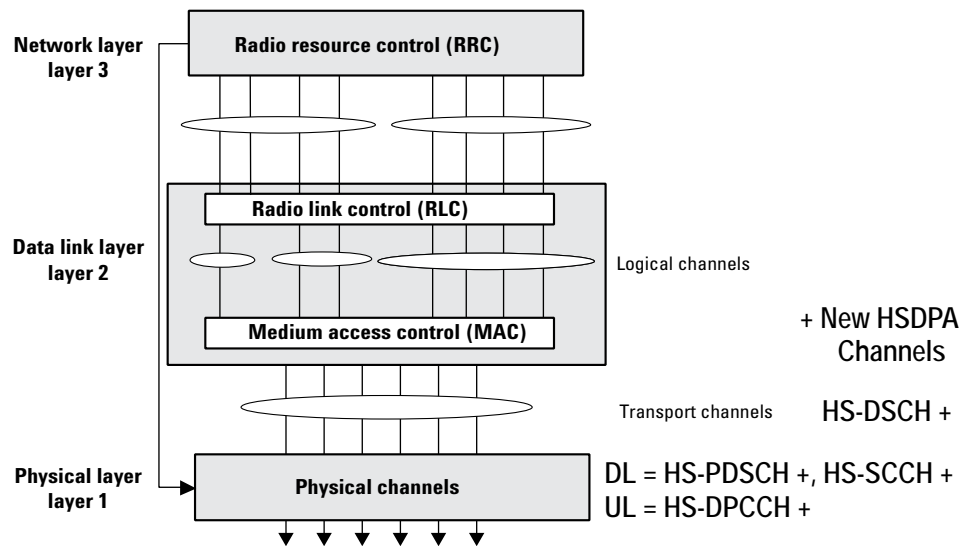 Network layer
layer 3
Radio resource control (RRC)
Radio link control (RLC)
Data link layer
layer 2
Logical channels
Medium access control (MAC)
+ New HSDPA
Channels
Transport channels
HS-DSCH +
Physical layer
layer 1
Physical channels
DL = HS-PDSCH +, HS-SCCH +
UL = HS-DPCCH +